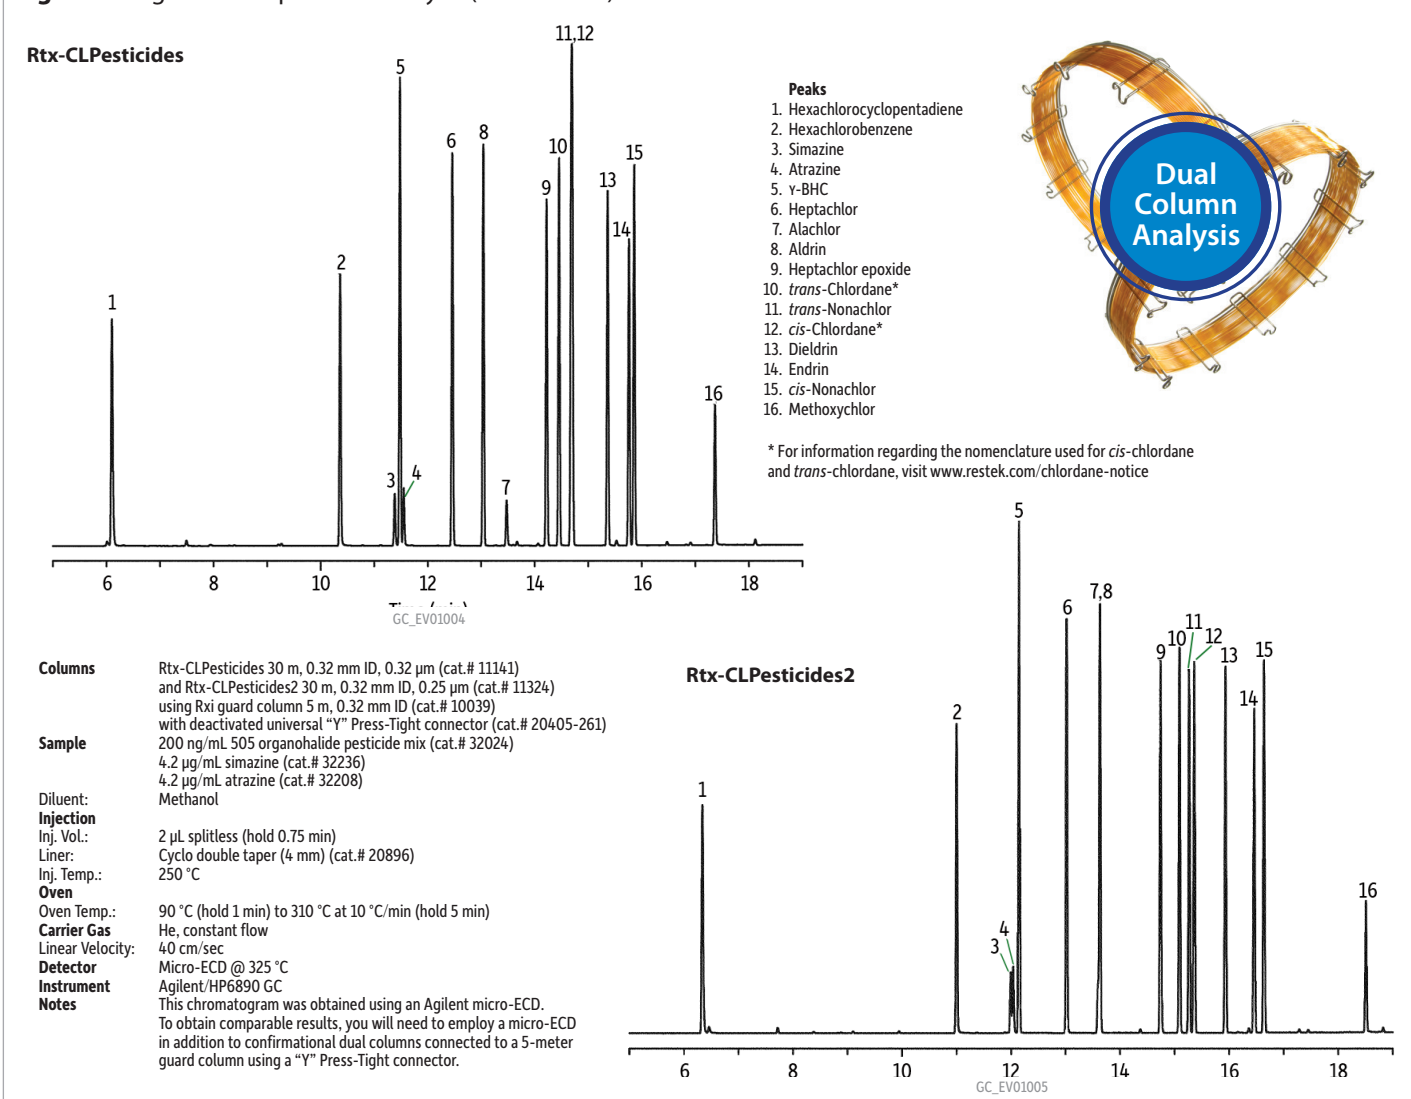 Rtx-CLPesticides
1
2
3
4
5
6
7
8
9
10
11,12
13
14
15
16
6 8 10 12 14 16 18
GC_EV01004
Peaks
1. Hexachlorocyclopentadiene
2. Hexachlorobenzene
3. Simazine
4. Atrazine
5. γ-BHC
6. Heptachlor
7. Alachlor
8. Aldrin
9. Heptachlor epoxide
10. trans-Chlordane*
11. trans-Nonachlor
12. cis-Chlordane*
13. Dieldrin
14. Endrin
15. cis-Nonachlor
16. Methoxychlor
* For information regarding the nomenclature used for cis-chlordane
and trans-chlordane, visit www.restek.com/chlordane-notice
Dual
Column
Analysis
Columns Rtx-CLPesticides 30 m, 0.32 mm ID, 0.32 µm (cat.# 11141)
and Rtx-CLPesticides2 30 m, 0.32 mm ID, 0.25 µm (cat.# 11324)
using Rxi guard column 5 m, 0.32 mm ID (cat.# 10039)
with deactivated universal “Y” Press-Tight connector (cat.# 20405-261)
Sample 200 ng/mL 505 organohalide pesticide mix (cat.# 32024)
4.2 µg/mL simazine (cat.# 32236)
4.2 µg/mL atrazine (cat.# 32208)
Diluent: Methanol
Injection
Inj. Vol.: 2 µL splitless (hold 0.75 min)
Liner: Cyclo double taper (4 mm) (cat.# 20896)
Inj. Temp.: 250 °C
Oven
Oven Temp.: 90 °C (hold 1 min) to 310 °C at 10 °C/min (hold 5 min)
Carrier Gas He, constant flow
Linear Velocity: 40 cm/sec
Detector Micro-ECD @ 325 °C
Instrument Agilent/HP6890 GC
Notes This chromatogram was obtained using an Agilent micro-ECD.
To obtain comparable results, you will need to employ a micro-ECD
in addition to confirmational dual columns connected to a 5-meter
guard column using a “Y” Press-Tight connector.
Rtx-CLPesticides2
1
2
3
4
5
6
7,8
9
10
11
12
13
14
15
16
6 8 10 12 14 16 18
GC_EV01005